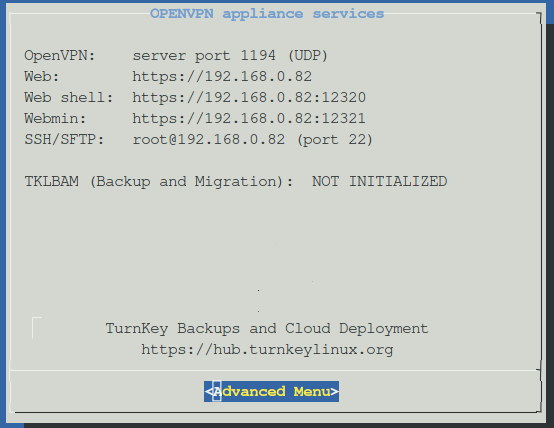 OPENVPN appliance services
OpenVPN: server port 1194 (UDP)
Web: https://192.168.0.82
Web shell: https://192.168.0.82:12320
Webmin: https://192.168.0.82:12321
SSH/SFTP: root@192.168.0.82 (port 22)
TKLBAM (Backup and Migration): NOT INITIALIZED
TurnKey Backups and Cloud Deployment
https://hub.turnkeylinux.org
<Advanced Menu>